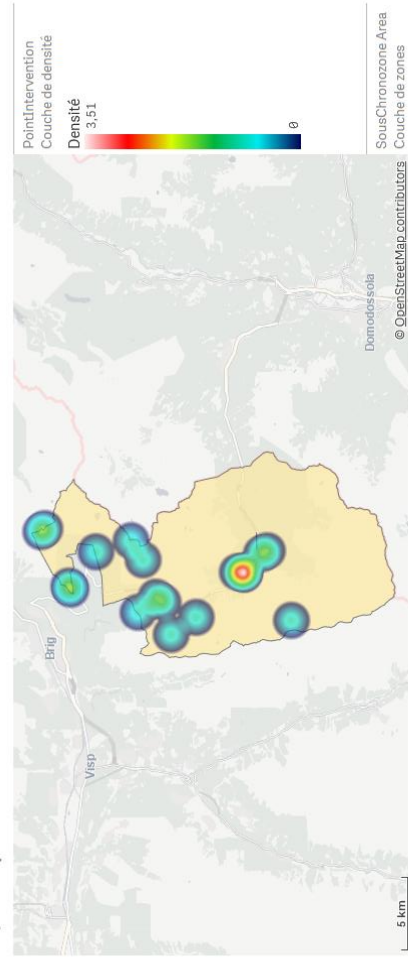 PointIntervention
Couche de densité
Densité
3,51
0
SousChronozone Area
Couche de zones
Brig
Visp
Domodossola
5 km
© OpenStreetMap contributors